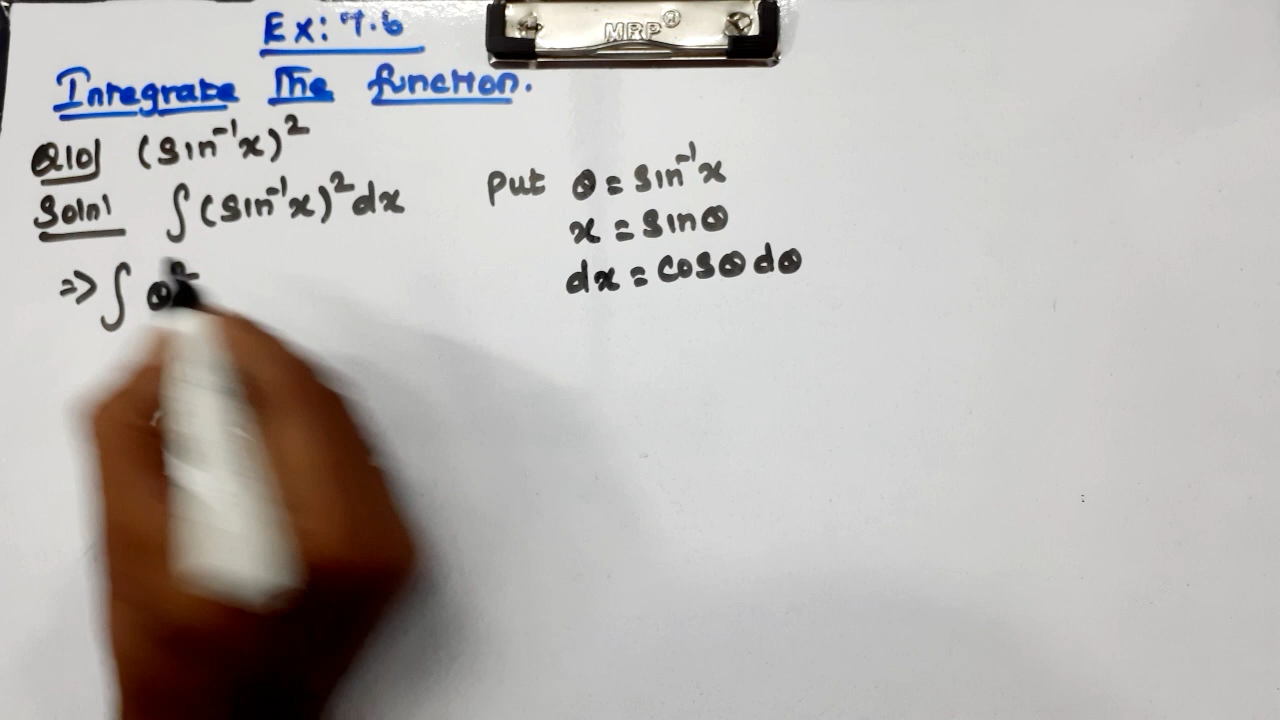 Ex: 7.6
MRP®
Integrate The function.
Q10] (sin⁻¹x)²
Soln! ∫(sin⁻¹x)²dx
Put θ = sin⁻¹x
x = sinθ
dx = cosθ dθ
=> ∫ θ²